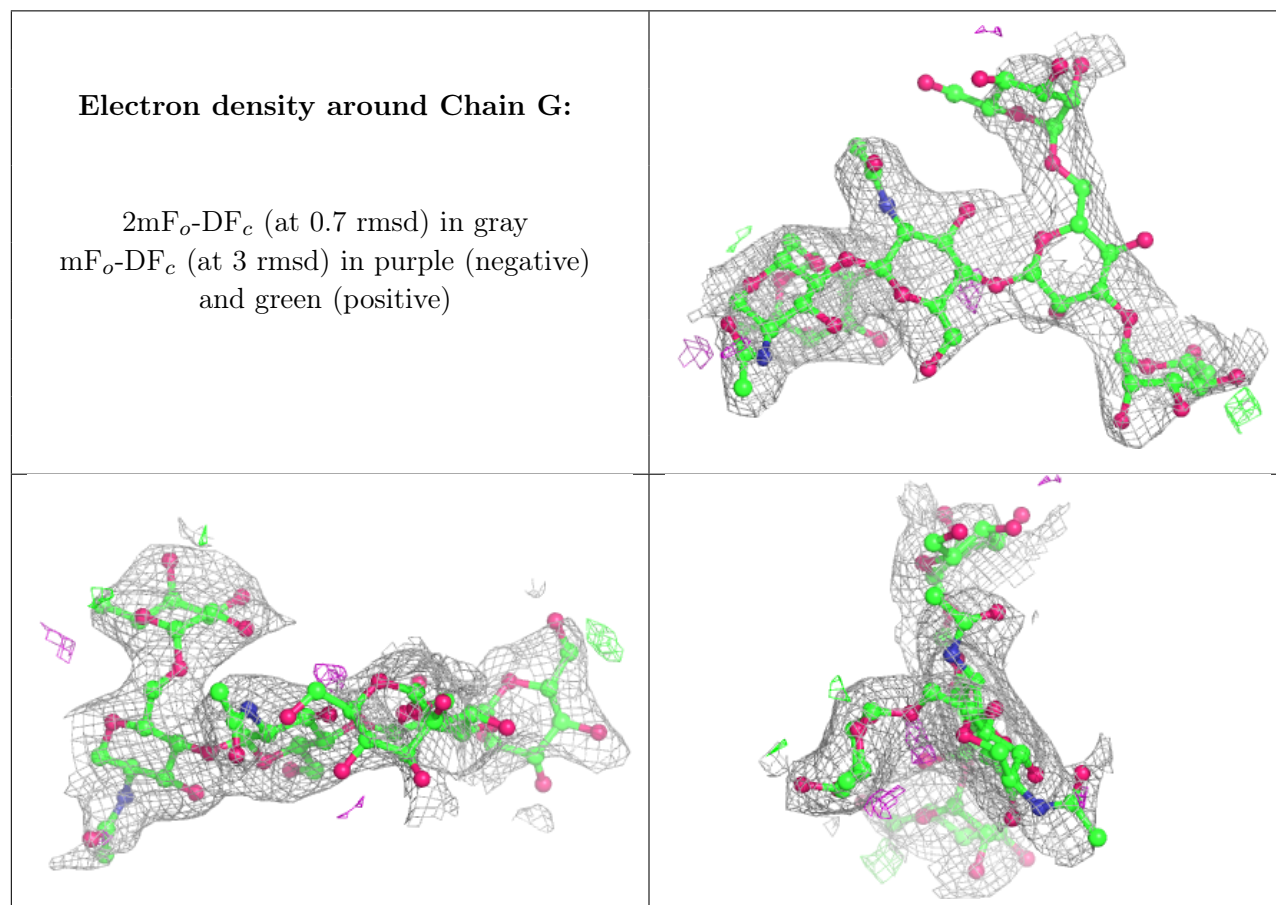 Electron density around Chain G:
2mFₒ-DF𝒸 (at 0.7 rmsd) in gray
mFₒ-DF𝒸 (at 3 rmsd) in purple (negative)
and green (positive)